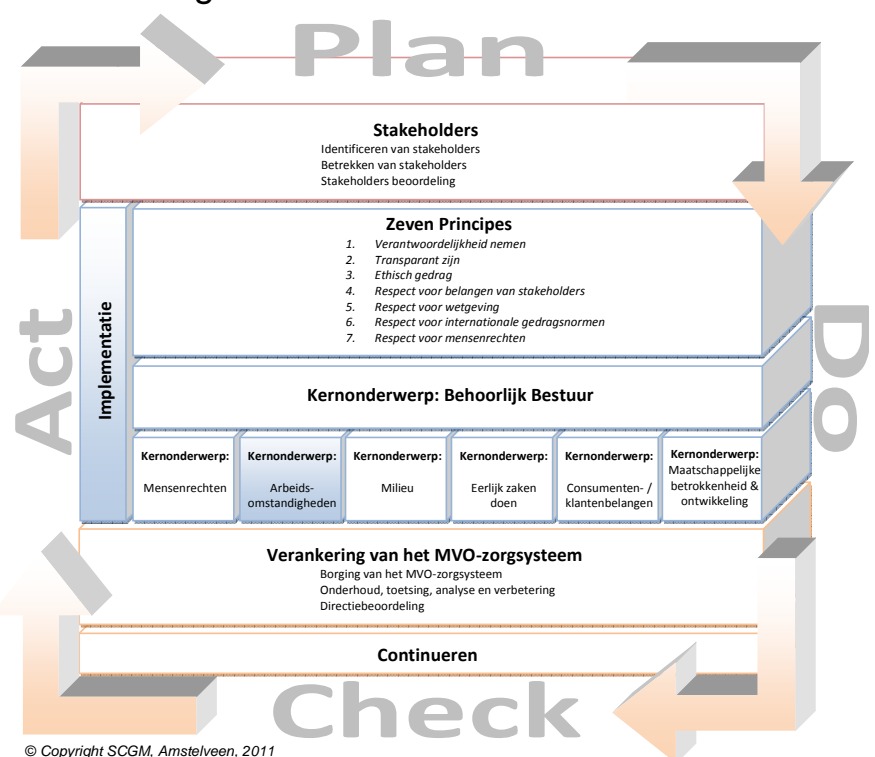 Plan
Stakeholders
Identificeren van stakeholders
Betrekken van stakeholders
Stakeholders beoordeling
Zeven Principes
1. Verantwoordelijkheid nemen
2. Transparant zijn
3. Ethisch gedrag
4. Respect voor belangen van stakeholders
5. Respect voor wetgeving
6. Respect voor internationale gedragsnormen
7. Respect voor mensenrechten
Act
Implementatie
Do
Kernonderwerp: Behoorlijk Bestuur
Kernonderwerp:
Mensenrechten
Kernonderwerp:
Arbeids-
omstandigheden
Kernonderwerp:
Milieu
Kernonderwerp:
Eerlijk zaken
doen
Kernonderwerp:
Consumenten- /
klantenbelangen
Kernonderwerp:
Maatschappelijke
betrokkenheid &
ontwikkeling
Verankering van het MVO-zorgsysteem
Borging van het MVO-zorgsysteem
Onderhoud, toetsing, analyse en verbetering
Directiebeoordeling
Continueren
Check
© Copyright SCGM, Amstelveen, 2011